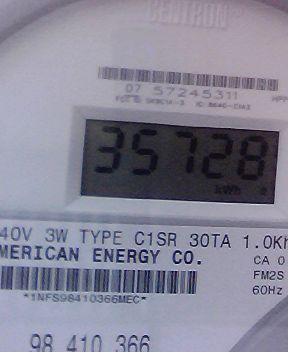 CENTRON
07 57245311
35728
kWh
40V 3W TYPE C1SR 30TA 1.0Kh
MERICAN ENERGY CO.
CA 0
FM2S
60Hz
*1NFS98410366MEC*
98 410 366